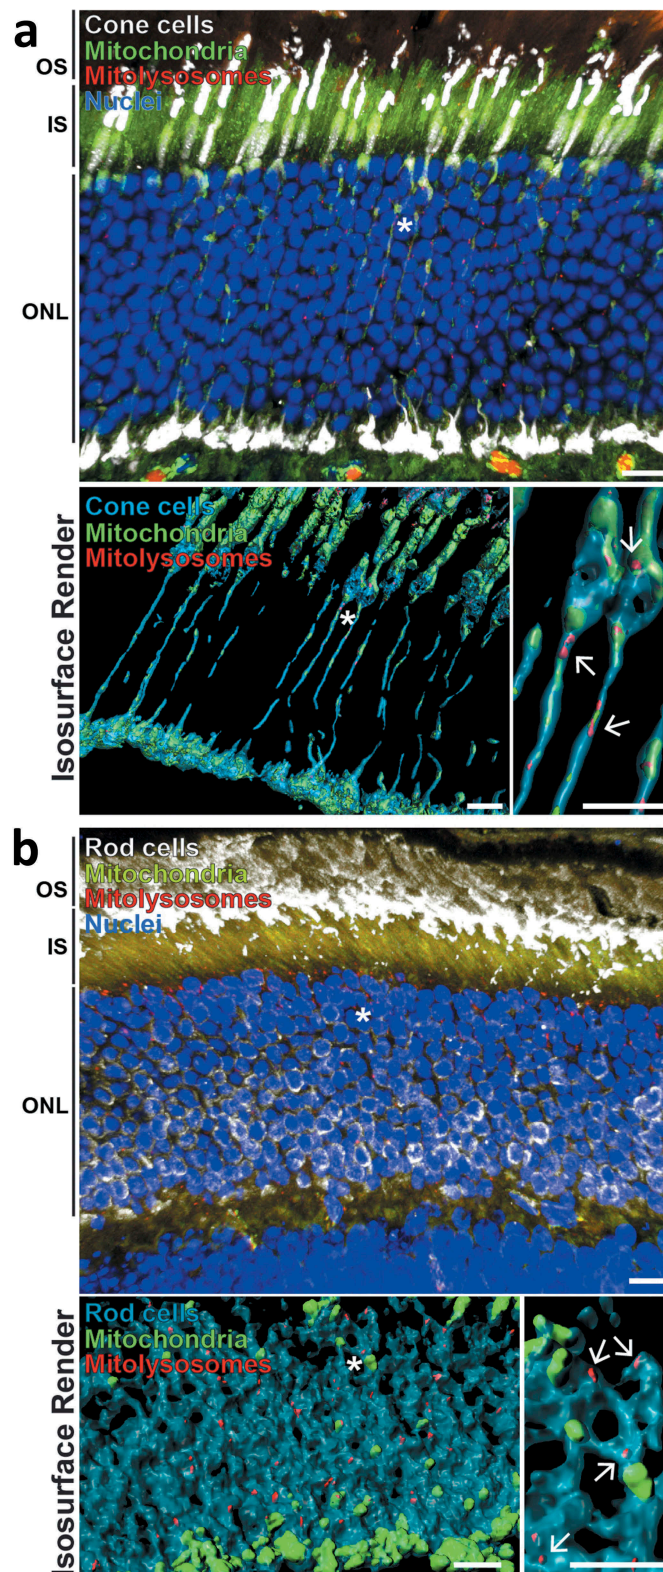 a
Cone cells
Mitochondria
Mitolysosomes
Nuclei
OS
IS
ONL
*
Isosurface Render
Cone cells
Mitochondria
Mitolysosomes
*
b
Rod cells
Mitochondria
Mitolysosomes
Nuclei
OS
IS
ONL
*
Isosurface Render
Rod cells
Mitochondria
Mitolysosomes
*